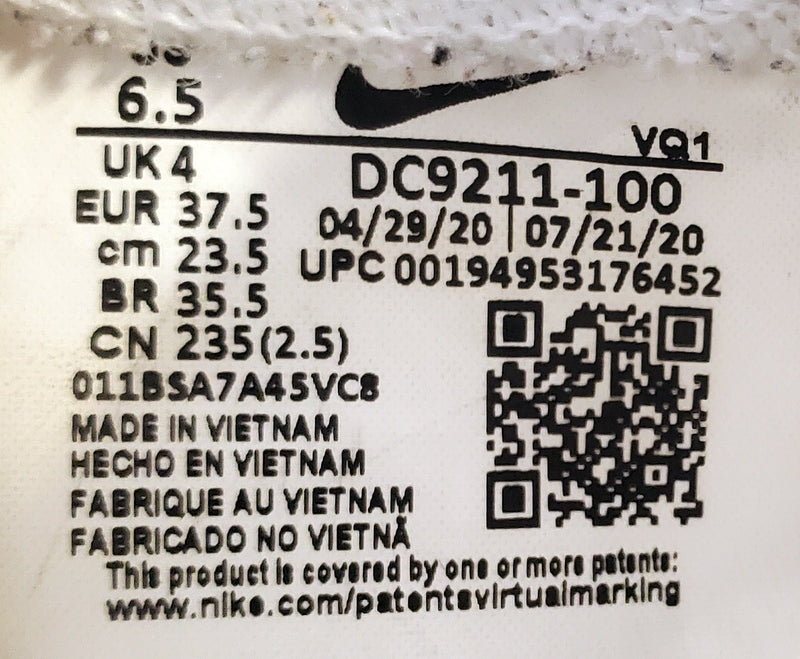 6.5
VQ1
UK 4
DC9211-100
EUR 37.5
04/29/20 | 07/21/20
cm 23.5
UPC 00194953176452
BR 35.5
CN 235(2.5)
011BSA7A45VC8
MADE IN VIETNAM
HECHO EN VIETNAM
FABRIQUE AU VIETNAM
FABRICADO NO VIETNÃ
This product is covered by one or more patents:
www.nike.com/patentsvirtualmarking